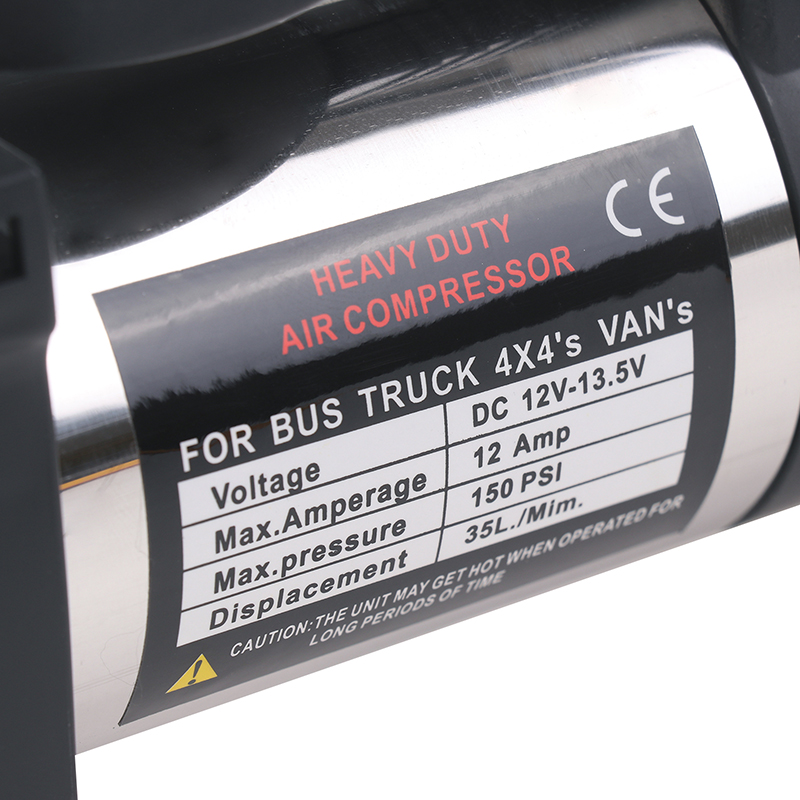 CE
HEAVY DUTY
AIR COMPRESSOR
FOR BUS TRUCK 4X4's VAN's
Voltage DC 12V-13.5V
Max.Amperage 12 Amp
Max.pressure 150 PSI
Displacement 35L./Mim.
CAUTION:THE UNIT MAY GET HOT WHEN OPERATED FOR
LONG PERIODS OF TIME